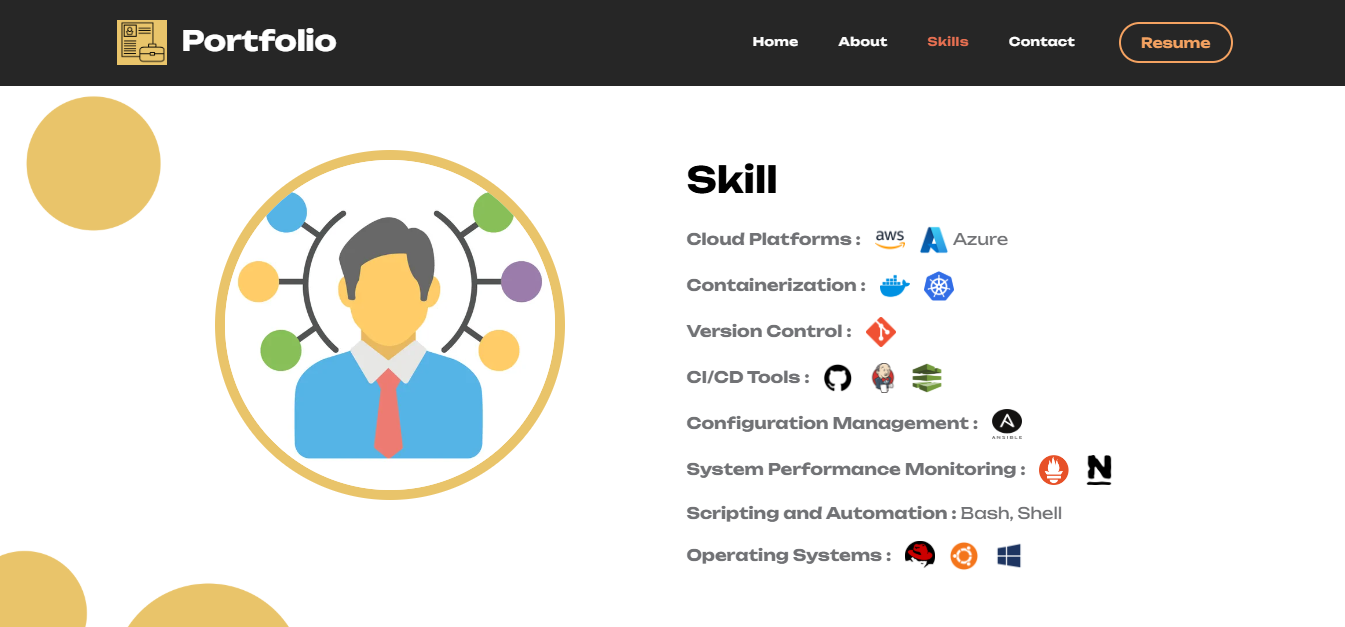 Portfolio
Home About Skills Contact Resume
Skill
Cloud Platforms : aws Azure
Containerization :
Version Control :
CI/CD Tools :
Configuration Management : ANSIBLE
System Performance Monitoring : N
Scripting and Automation : Bash, Shell
Operating Systems :